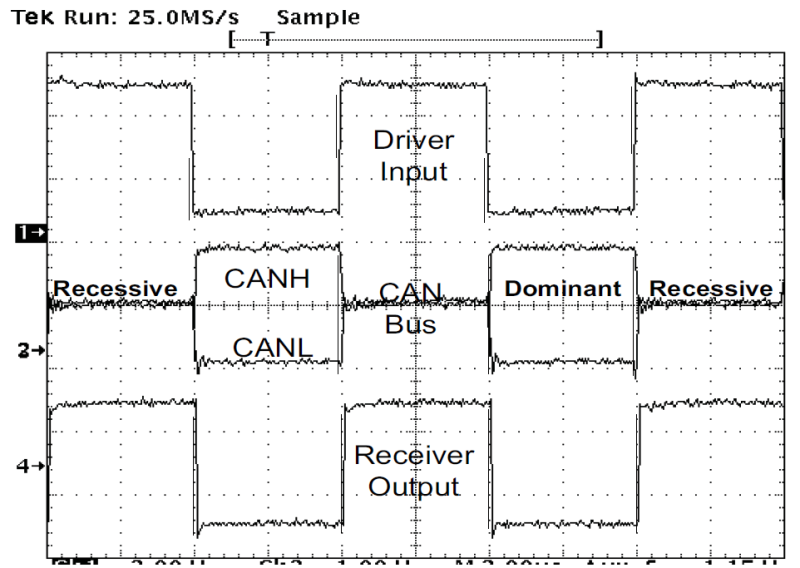 Tek Run: 25.0MS/s Sample
T
Driver
Input
1
Recessive
CANH
CAN
Bus
Dominant
Recessive
CANL
2
Receiver
Output
4